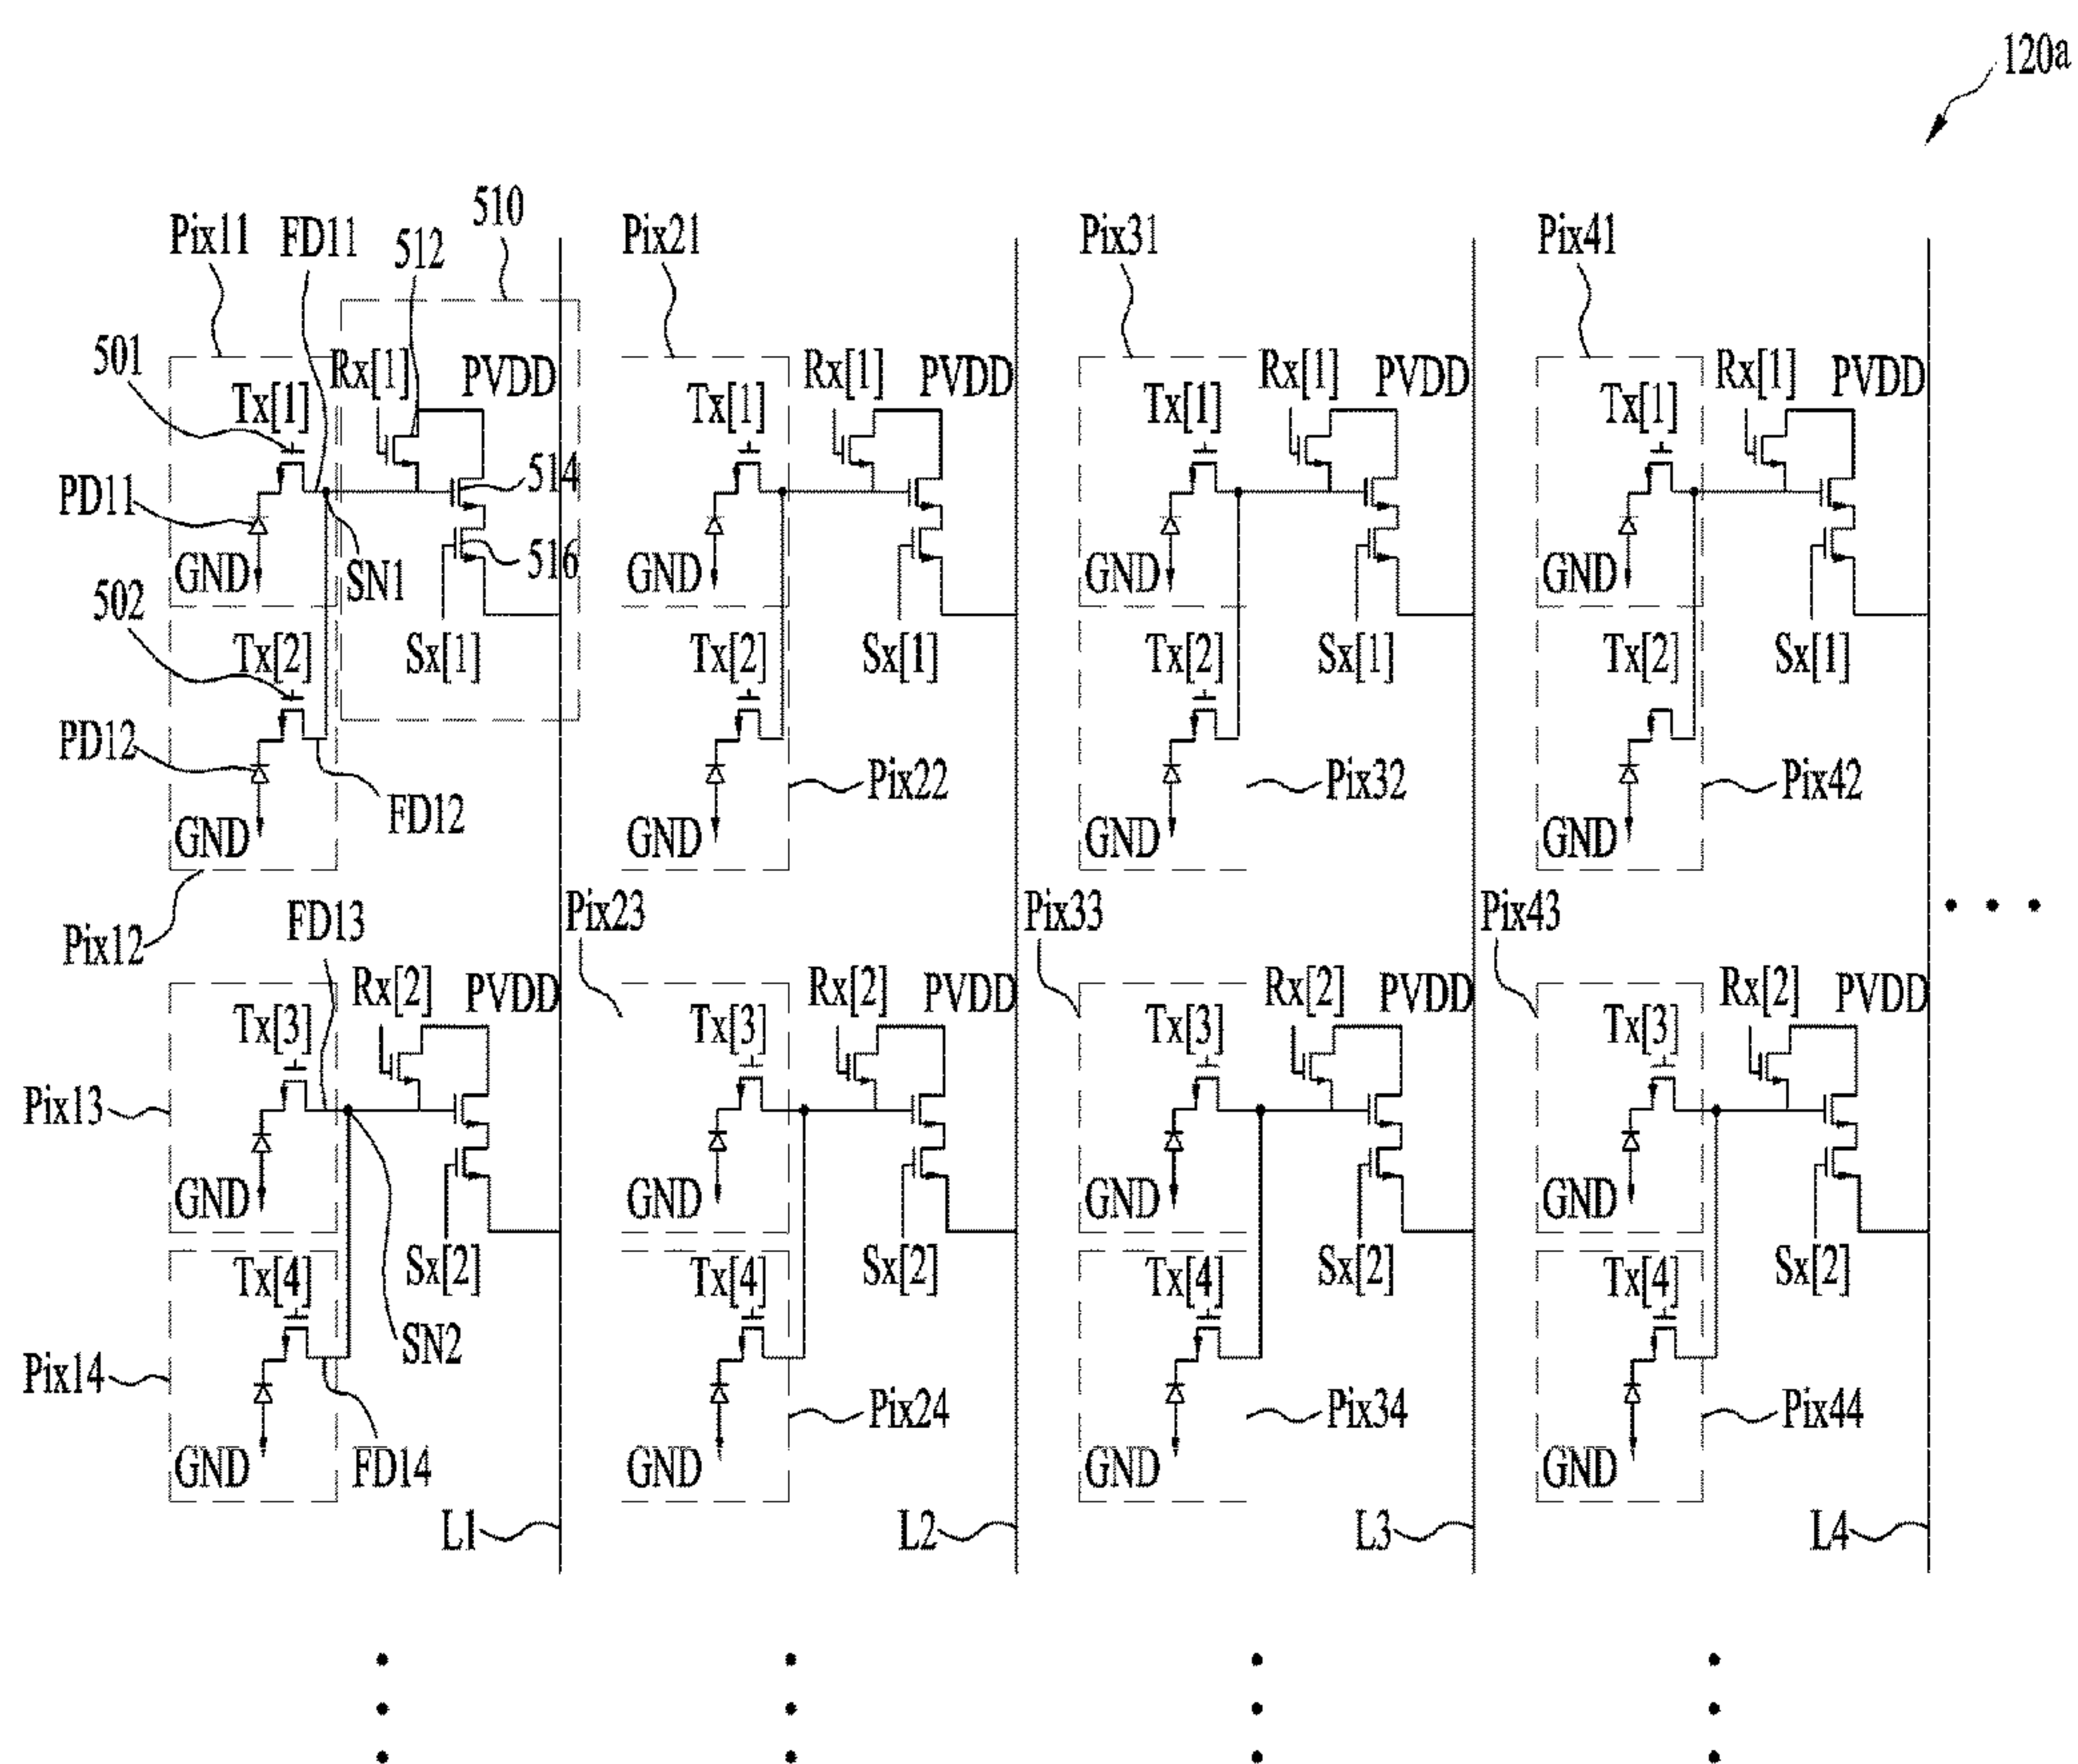 120a
510
Pix11 FD11 512 Pix21 Pix31 Pix41
501 Tx[1] Rx[1] PVDD Tx[1] Rx[1] PVDD Tx[1] Rx[1] PVDD Tx[1] Rx[1] PVDD
PD11 514
GND SN1 516 GND GND GND
502 Tx[2] Sx[1] Tx[2] Sx[1] Tx[2] Sx[1] Tx[2] Sx[1]
PD12 Pix22 Pix32 Pix42
GND FD12 GND GND GND
Pix12 FD13 Pix23 Pix33 Pix43
Rx[2] PVDD Rx[2] PVDD Rx[2] PVDD Rx[2] PVDD
Tx[3] Tx[3] Tx[3] Tx[3]
Pix13
GND GND GND GND
Tx[4] Sx[2] Tx[4] Sx[2] Tx[4] Sx[2] Tx[4] Sx[2]
Pix14 SN2 Pix24 Pix34 Pix44
GND FD14 GND GND GND
L1 L2 L3 L4